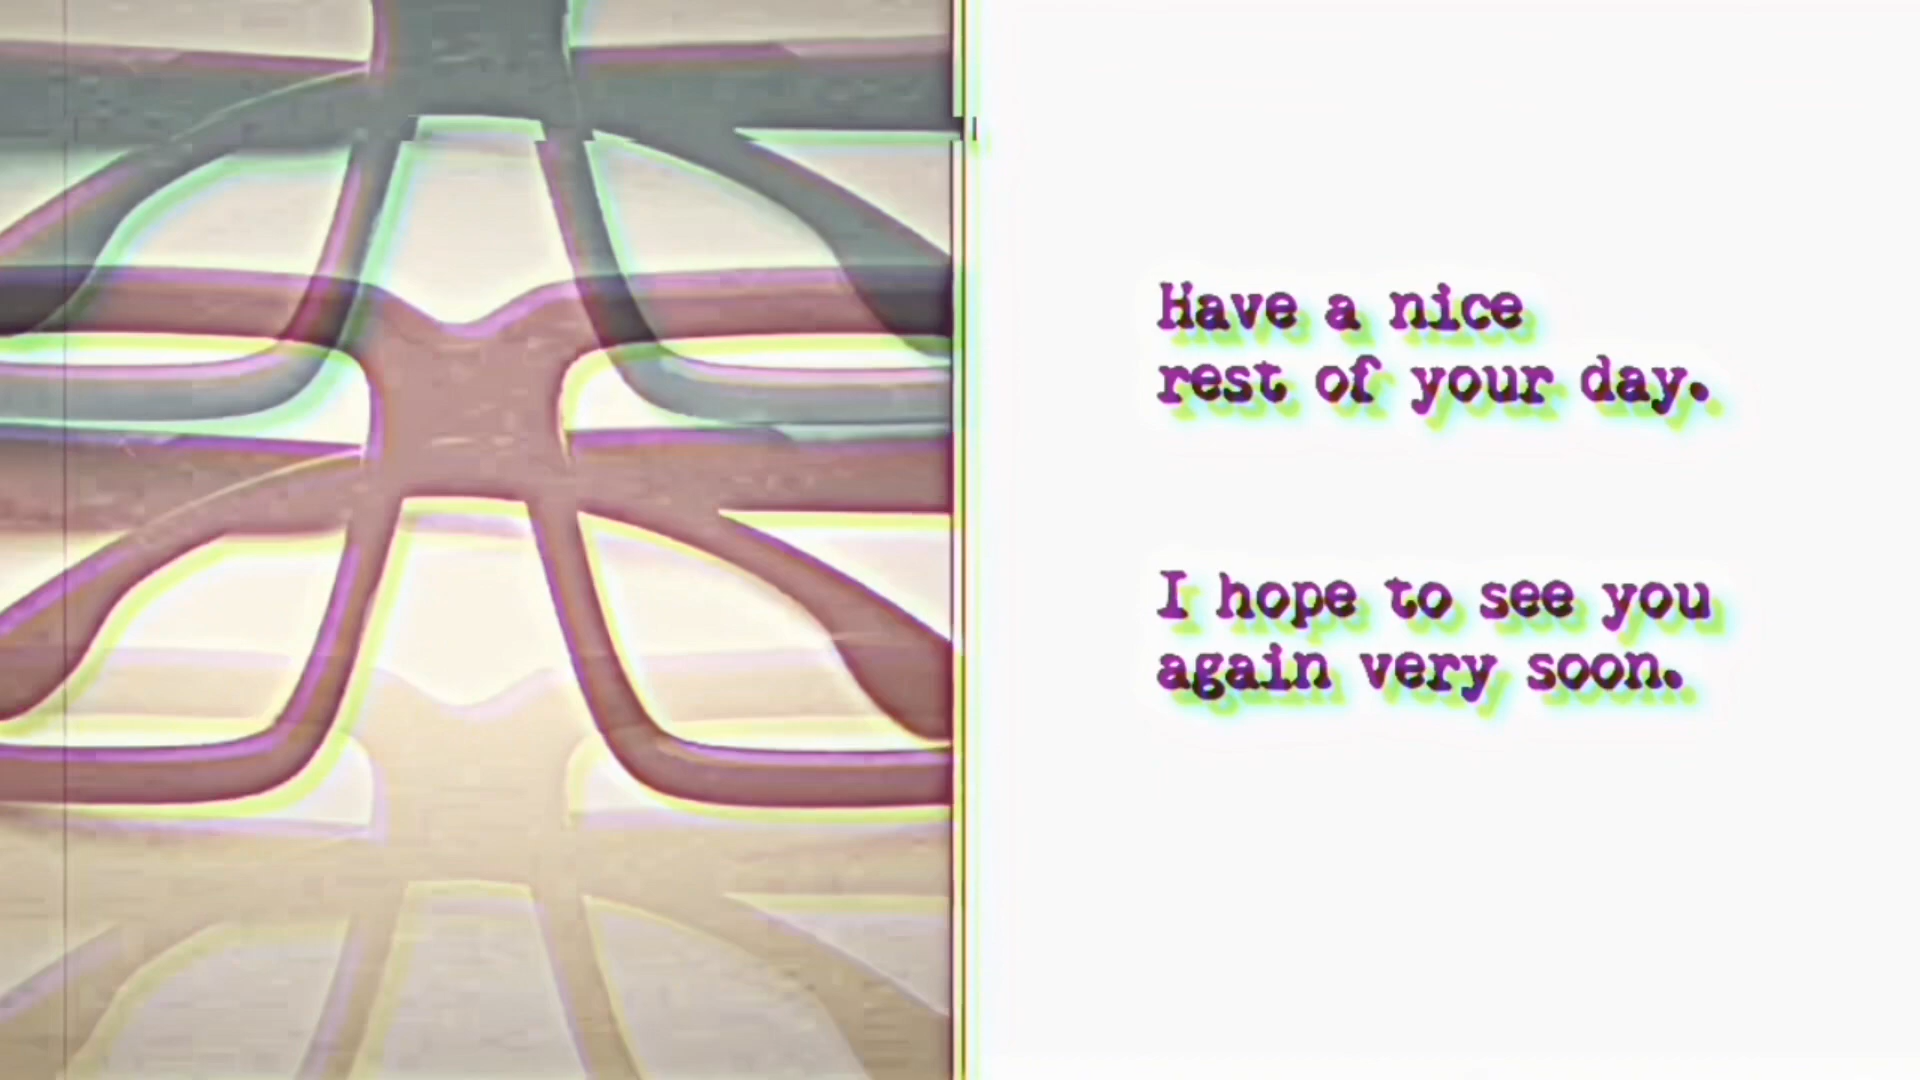 Have a nice
rest of your day.
I hope to see you
again very soon.